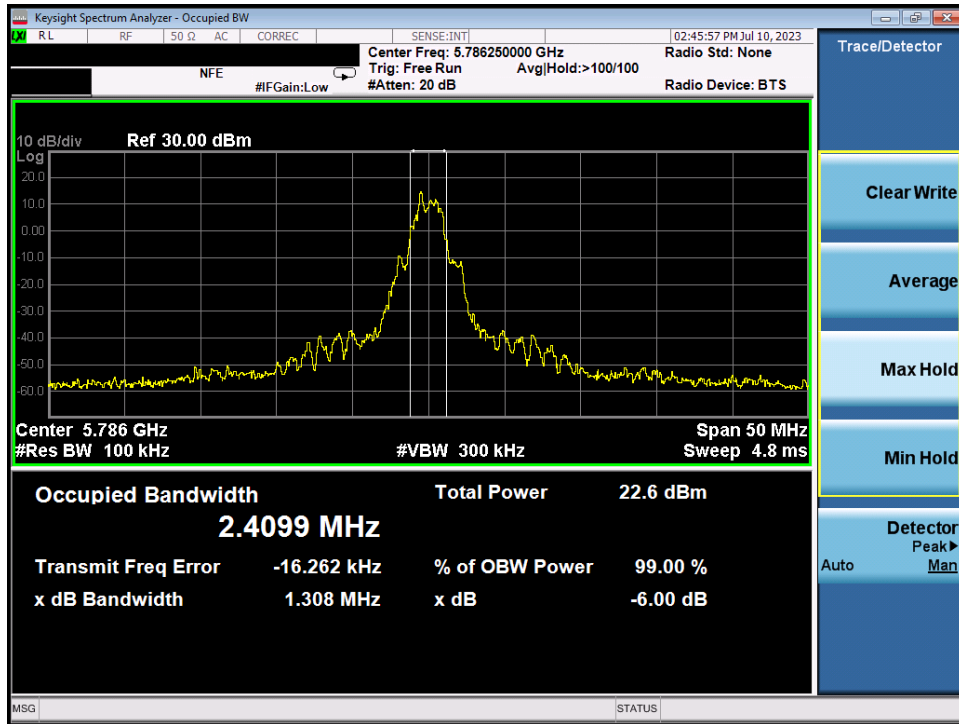 Keysight Spectrum Analyzer - Occupied BW
LXI RL RF 50 Ω AC CORREC SENSE:INT 02:45:57 PM Jul 10, 2023
Center Freq: 5.786250000 GHz Radio Std: None
NFE Trig: Free Run Avg|Hold:>100/100
#IFGain:Low #Atten: 20 dB Radio Device: BTS
10 dB/div Ref 30.00 dBm
Log
20.0
10.0
0.00
-10.0
-20.0
-30.0
-40.0
-50.0
-60.0
Center 5.786 GHz Span 50 MHz
#Res BW 100 kHz #VBW 300 kHz Sweep 4.8 ms
Occupied Bandwidth Total Power 22.6 dBm
2.4099 MHz
Transmit Freq Error -16.262 kHz % of OBW Power 99.00 %
x dB Bandwidth 1.308 MHz x dB -6.00 dB
MSG STATUS
Trace/Detector
Clear Write
Average
Max Hold
Min Hold
Detector
Peak▶
Auto Man